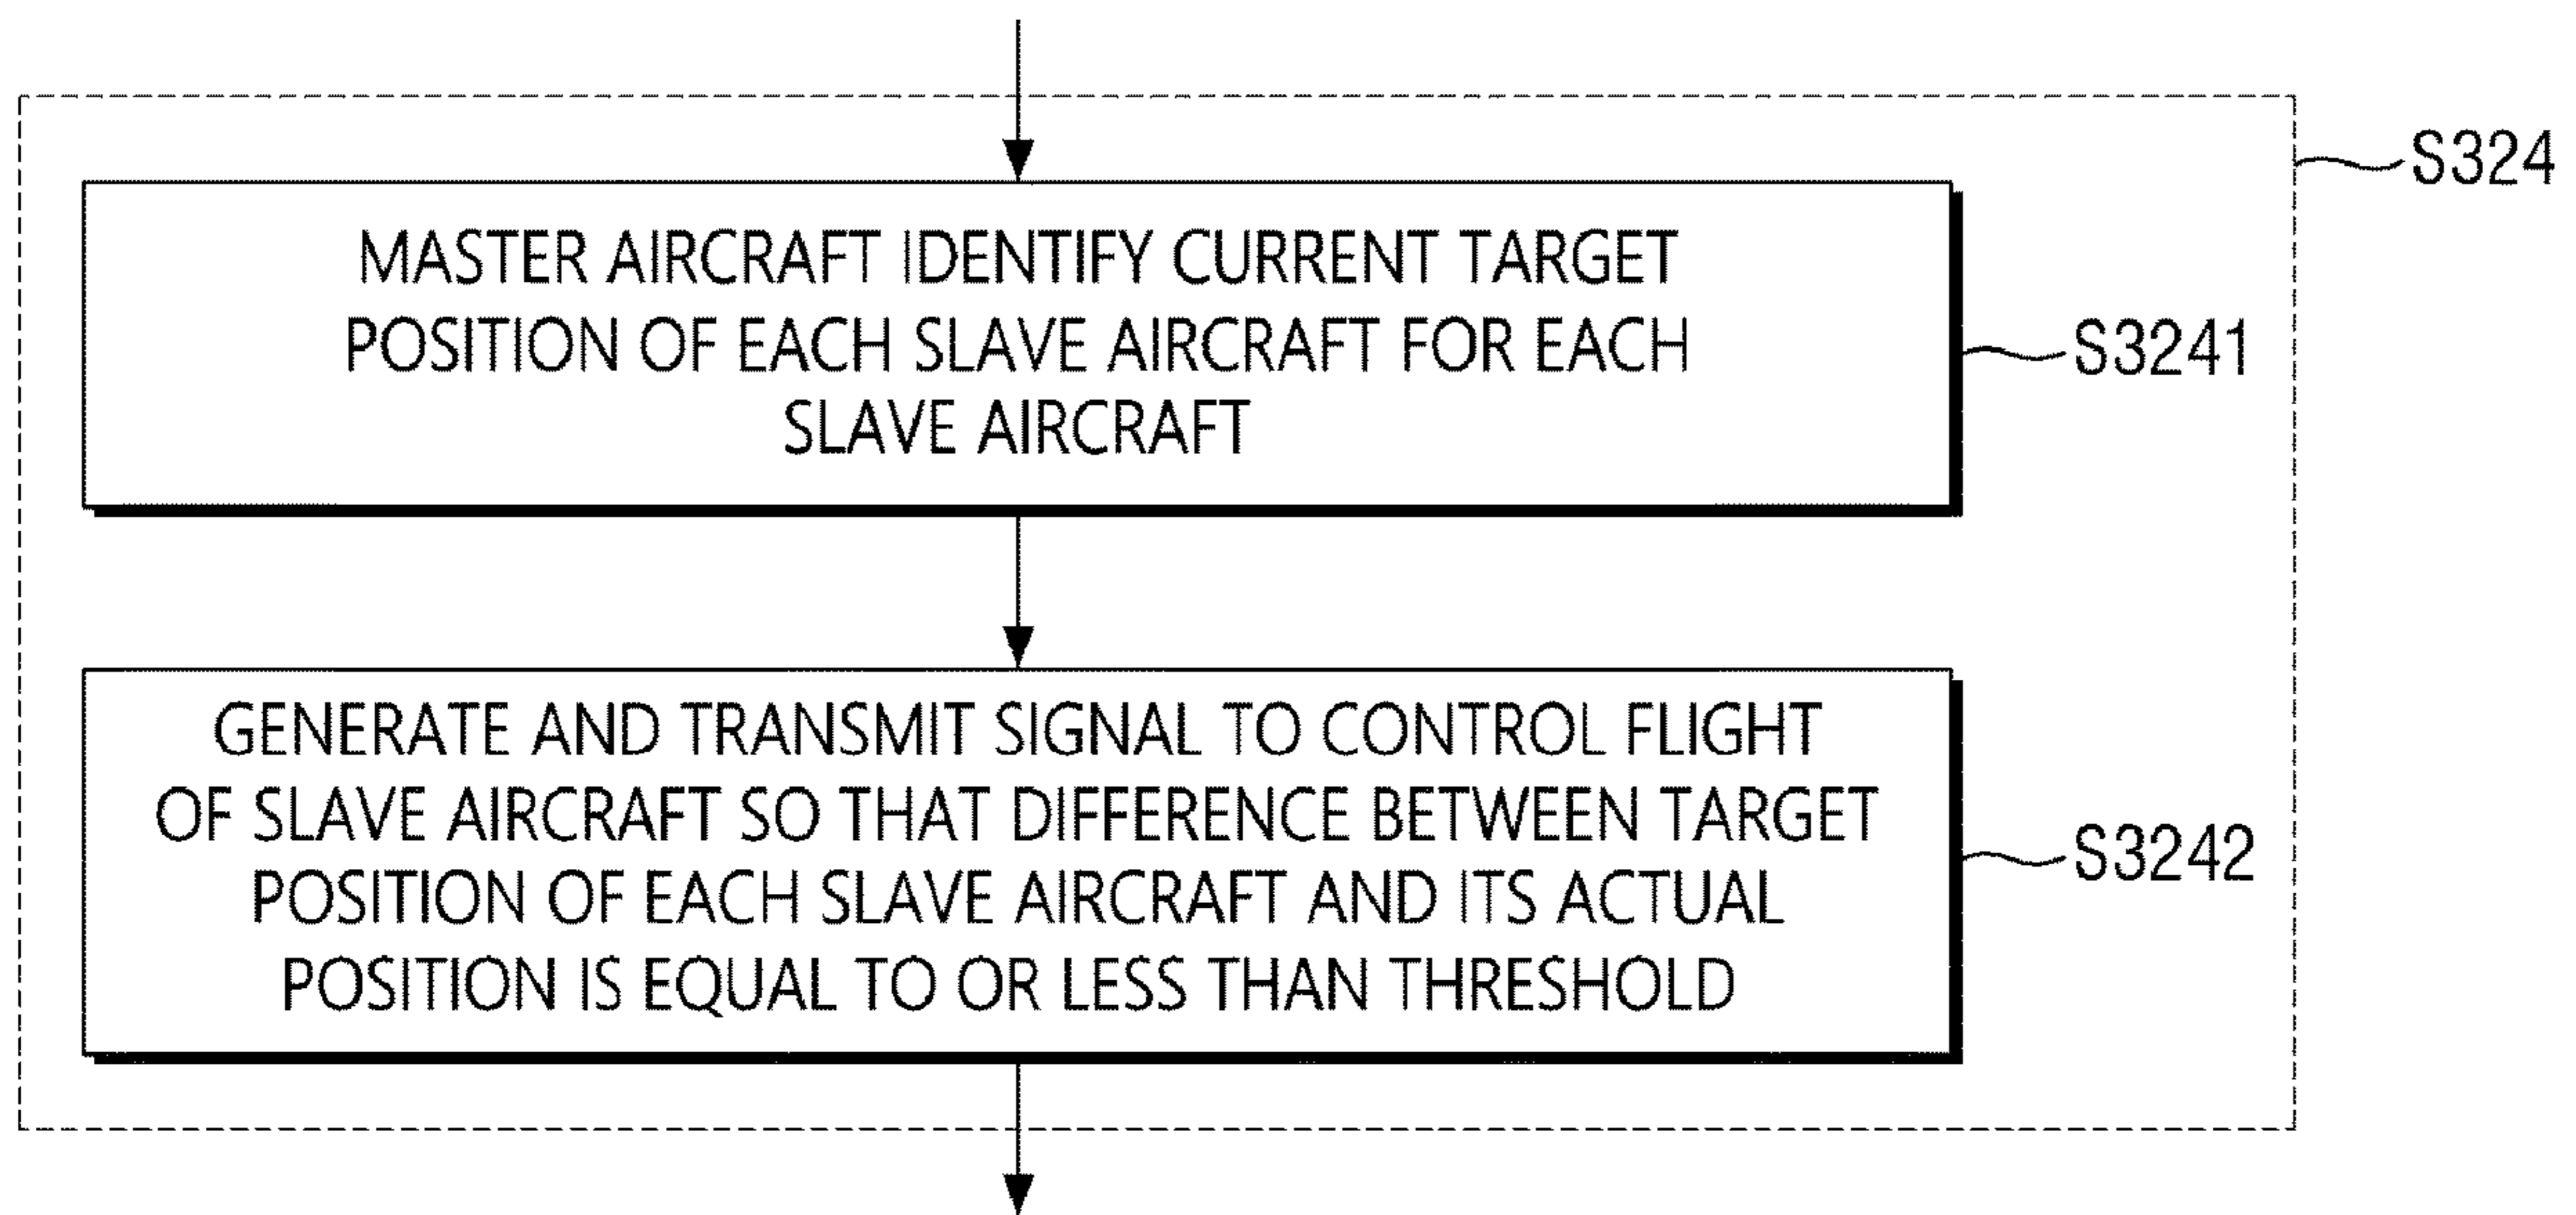 S324
MASTER AIRCRAFT IDENTIFY CURRENT TARGET
POSITION OF EACH SLAVE AIRCRAFT FOR EACH
SLAVE AIRCRAFT
S3241
GENERATE AND TRANSMIT SIGNAL TO CONTROL FLIGHT
OF SLAVE AIRCRAFT SO THAT DIFFERENCE BETWEEN TARGET
POSITION OF EACH SLAVE AIRCRAFT AND ITS ACTUAL
POSITION IS EQUAL TO OR LESS THAN THRESHOLD
S3242